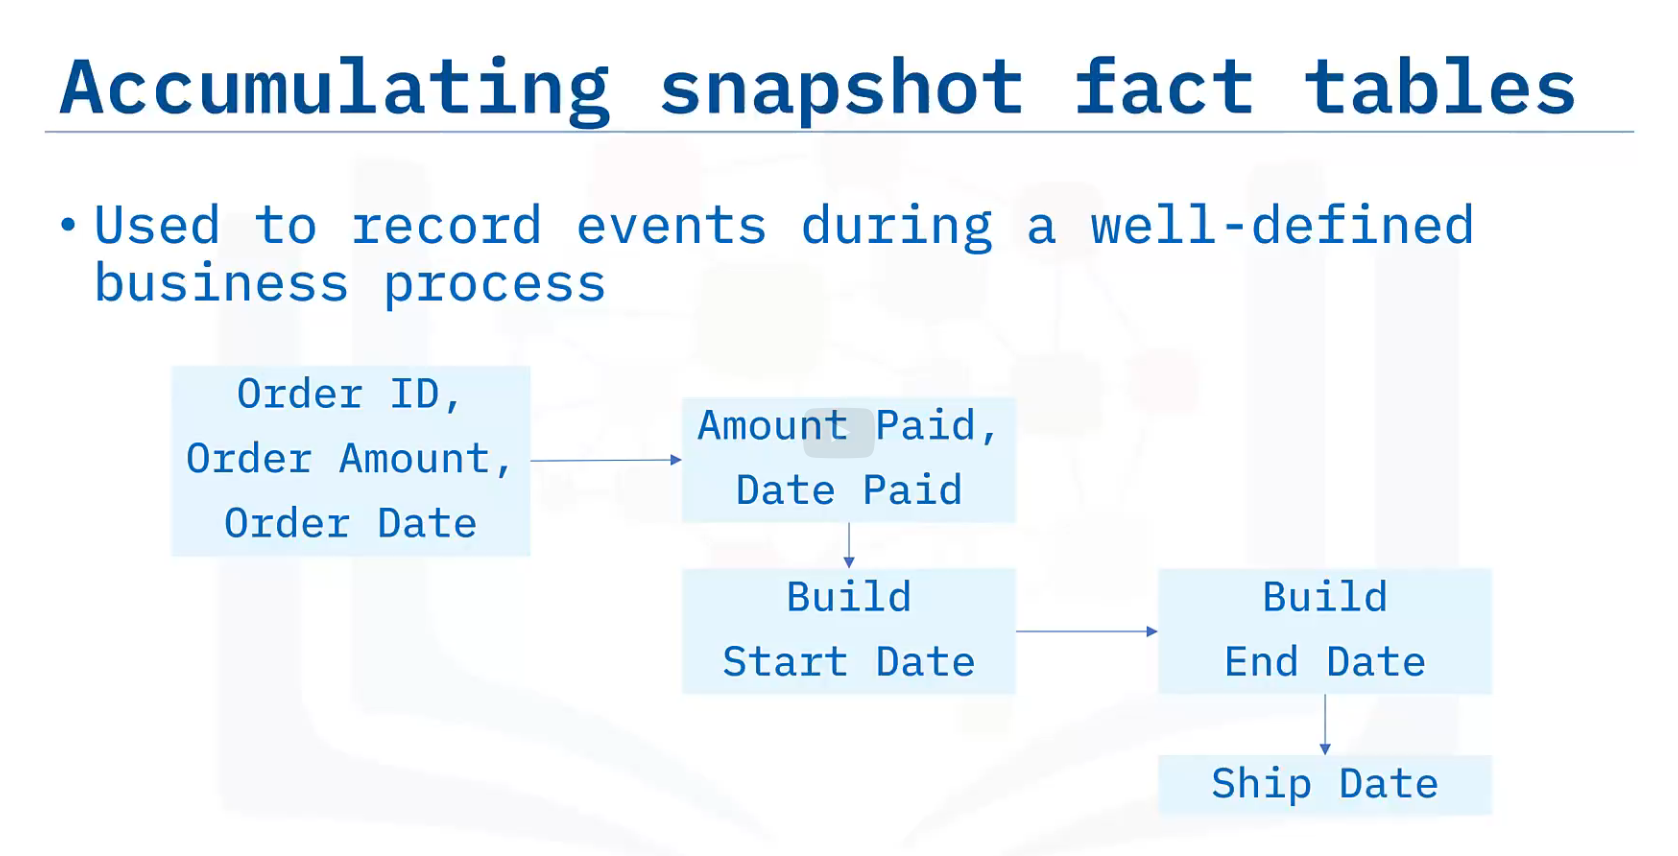 Accumulating snapshot fact tables
• Used to record events during a well-defined
business process
Order ID,
Order Amount,
Order Date
Amount Paid,
Date Paid
Build
Start Date
Build
End Date
Ship Date